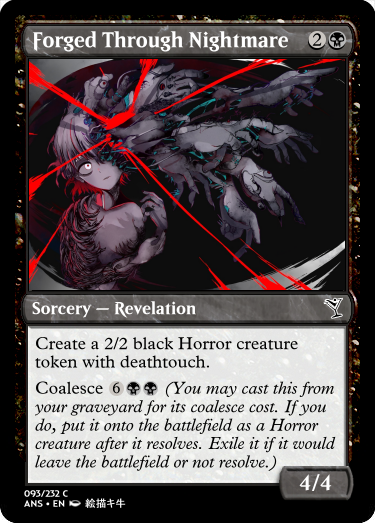 Forged Through Nightmare 2
Sorcery — Revelation
Create a 2/2 black Horror creature
token with deathtouch.
Coalesce 6 (You may cast this from
your graveyard for its coalesce cost. If you
do, put it onto the battlefield as a Horror
creature after it resolves. Exile it if it would
leave the battlefield or not resolve.)
4/4
093/232 C
ANS • EN 絵描キ牛